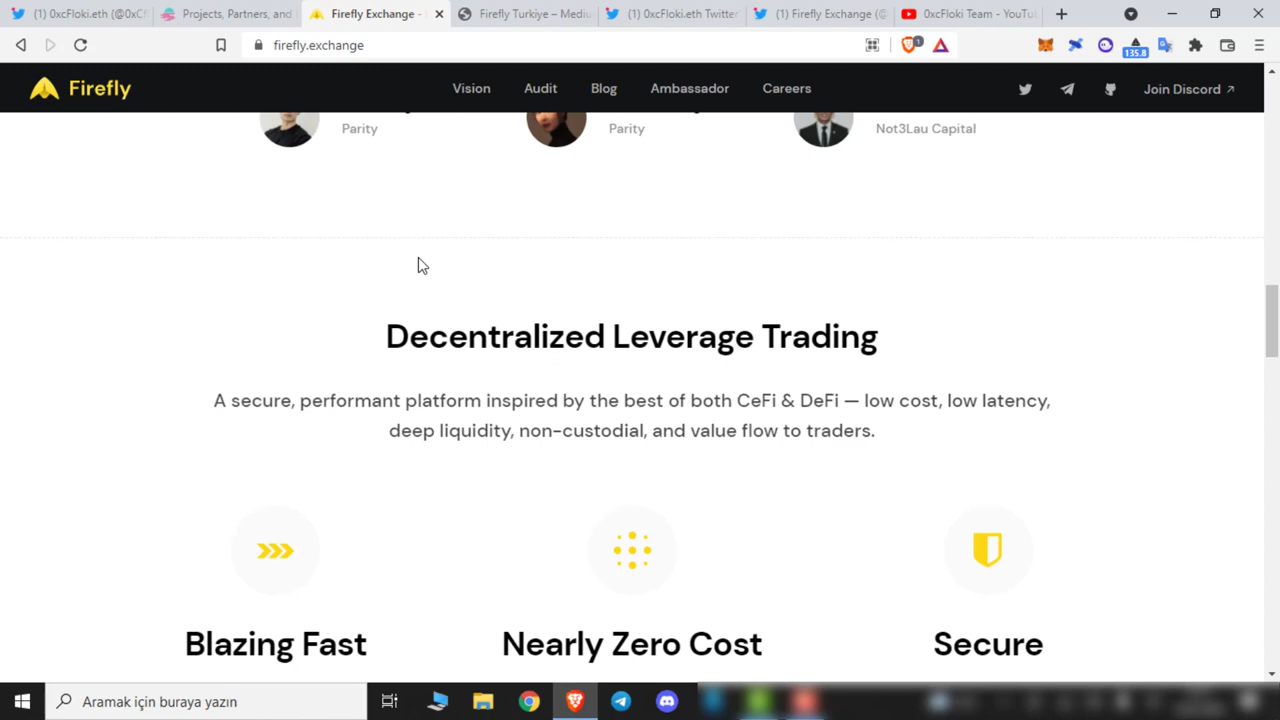 (1) 0xcFloki.eth (@0xCf
Projects, Partners, and
Firefly Exchange -
Firefly Turkiye – Mediu
(1) 0xcFloki.eth Twitter
(1) Firefly Exchange (@
0xcFloki Team - YouTu
firefly.exchange
1
135.8
Firefly
Vision
Audit
Blog
Ambassador
Careers
Join Discord ↗
Parity
Parity
Not3Lau Capital
Decentralized Leverage Trading
A secure, performant platform inspired by the best of both CeFi & DeFi — low cost, low latency,
deep liquidity, non-custodial, and value flow to traders.
Blazing Fast
Nearly Zero Cost
Secure
Aramak için buraya yazın